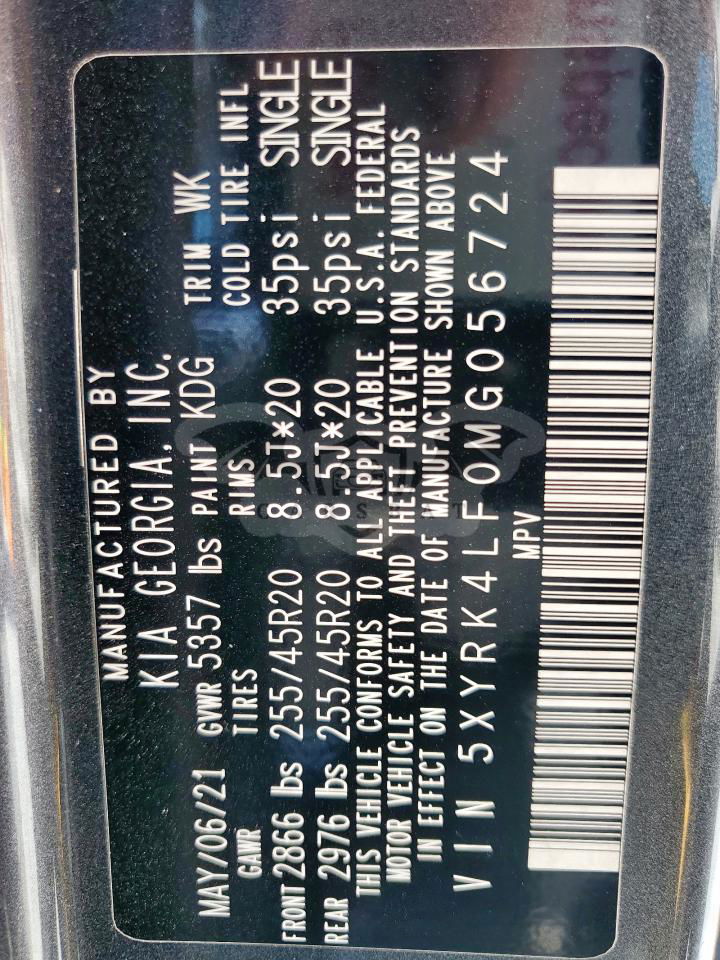 MANUFACTURED BY
KIA GEORGIA, INC.
MAY/06/21 GVWR 5357 lbs PAINT KDG TRIM WK
GAWR TIRES RIMS COLD TIRE INFL
FRONT 2866 lbs 255/45R20 8.5J*20 35psi SINGLE
REAR 2976 lbs 255/45R20 8.5J*20 35psi SINGLE
THIS VEHICLE CONFORMS TO ALL APPLICABLE U.S.A. FEDERAL
MOTOR VEHICLE SAFETY AND THEFT PREVENTION STANDARDS
IN EFFECT ON THE DATE OF MANUFACTURE SHOWN ABOVE
VIN 5XYRK4LF0MG056724
MPV